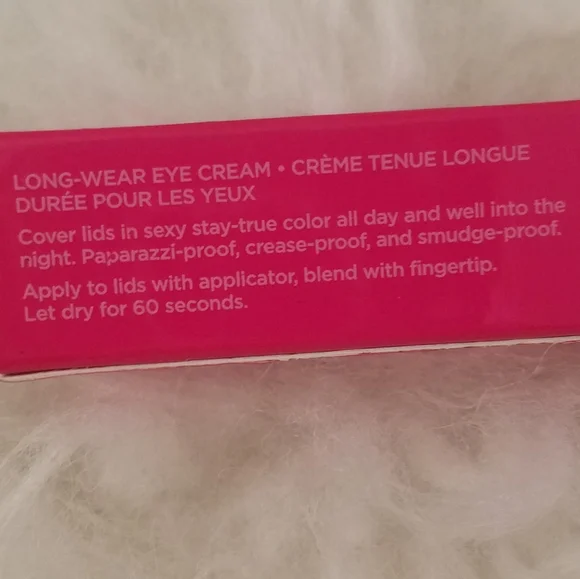 LONG-WEAR EYE CREAM • CRÈME TENUE LONGUE
DURÉE POUR LES YEUX
Cover lids in sexy stay-true color all day and well into the
night. Paparazzi-proof, crease-proof, and smudge-proof.
Apply to lids with applicator, blend with fingertip.
Let dry for 60 seconds.